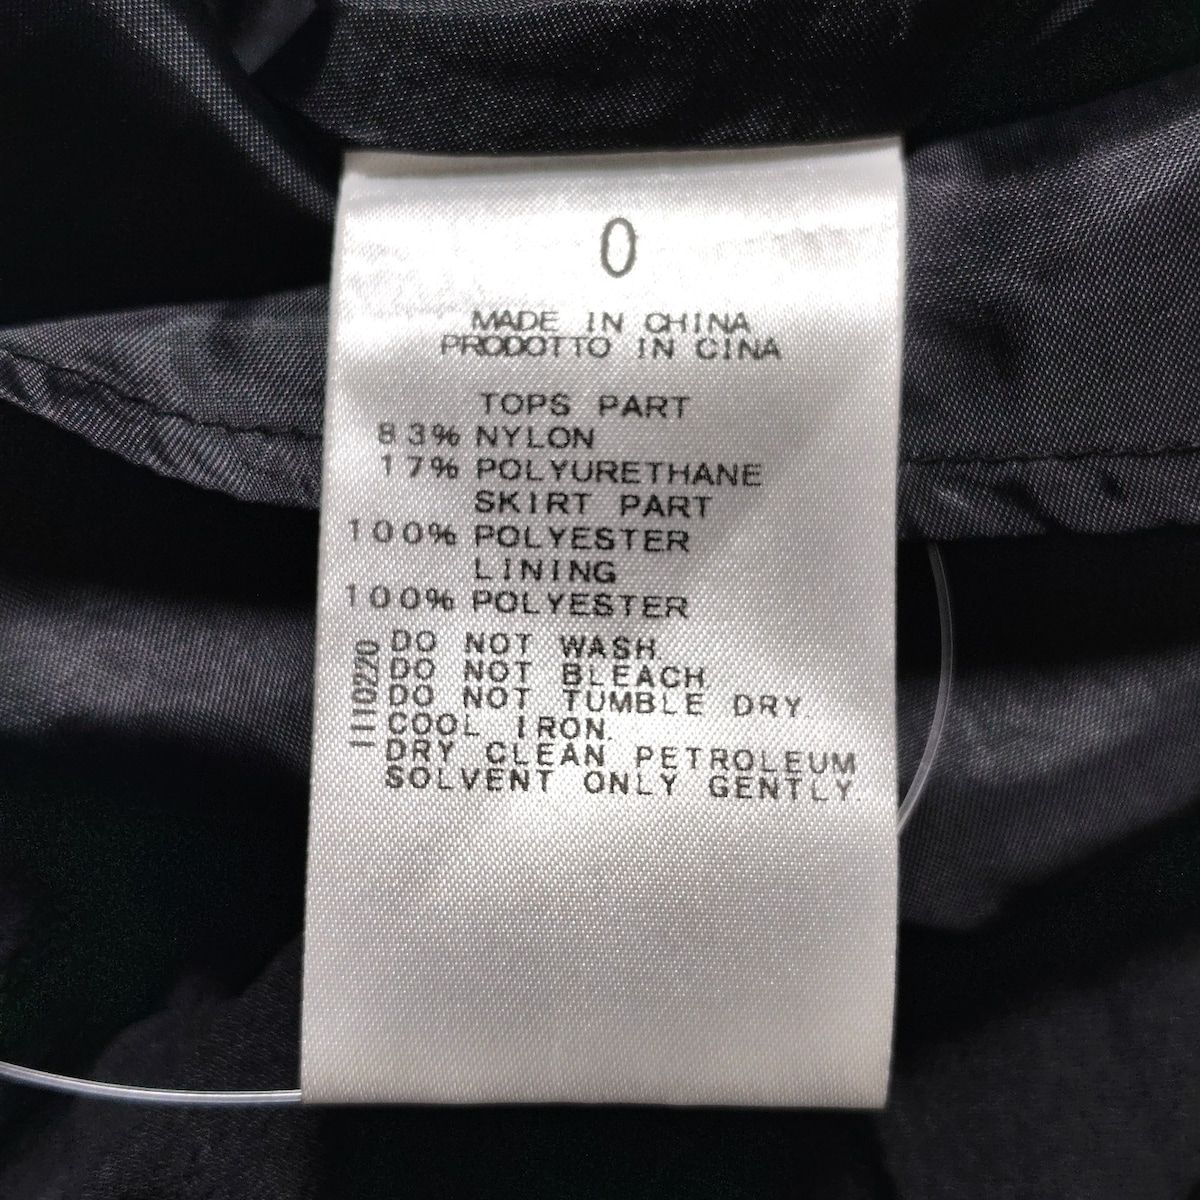 0
MADE IN CHINA
PRODOTTO IN CINA
TOPS PART
83% NYLON
17% POLYURETHANE
SKIRT PART
100% POLYESTER
LINING
100% POLYESTER
DO NOT WASH.
DO NOT BLEACH
DO NOT TUMBLE DRY.
COOL IRON.
DRY CLEAN PETROLEUM
SOLVENT ONLY GENTLY.
1110220